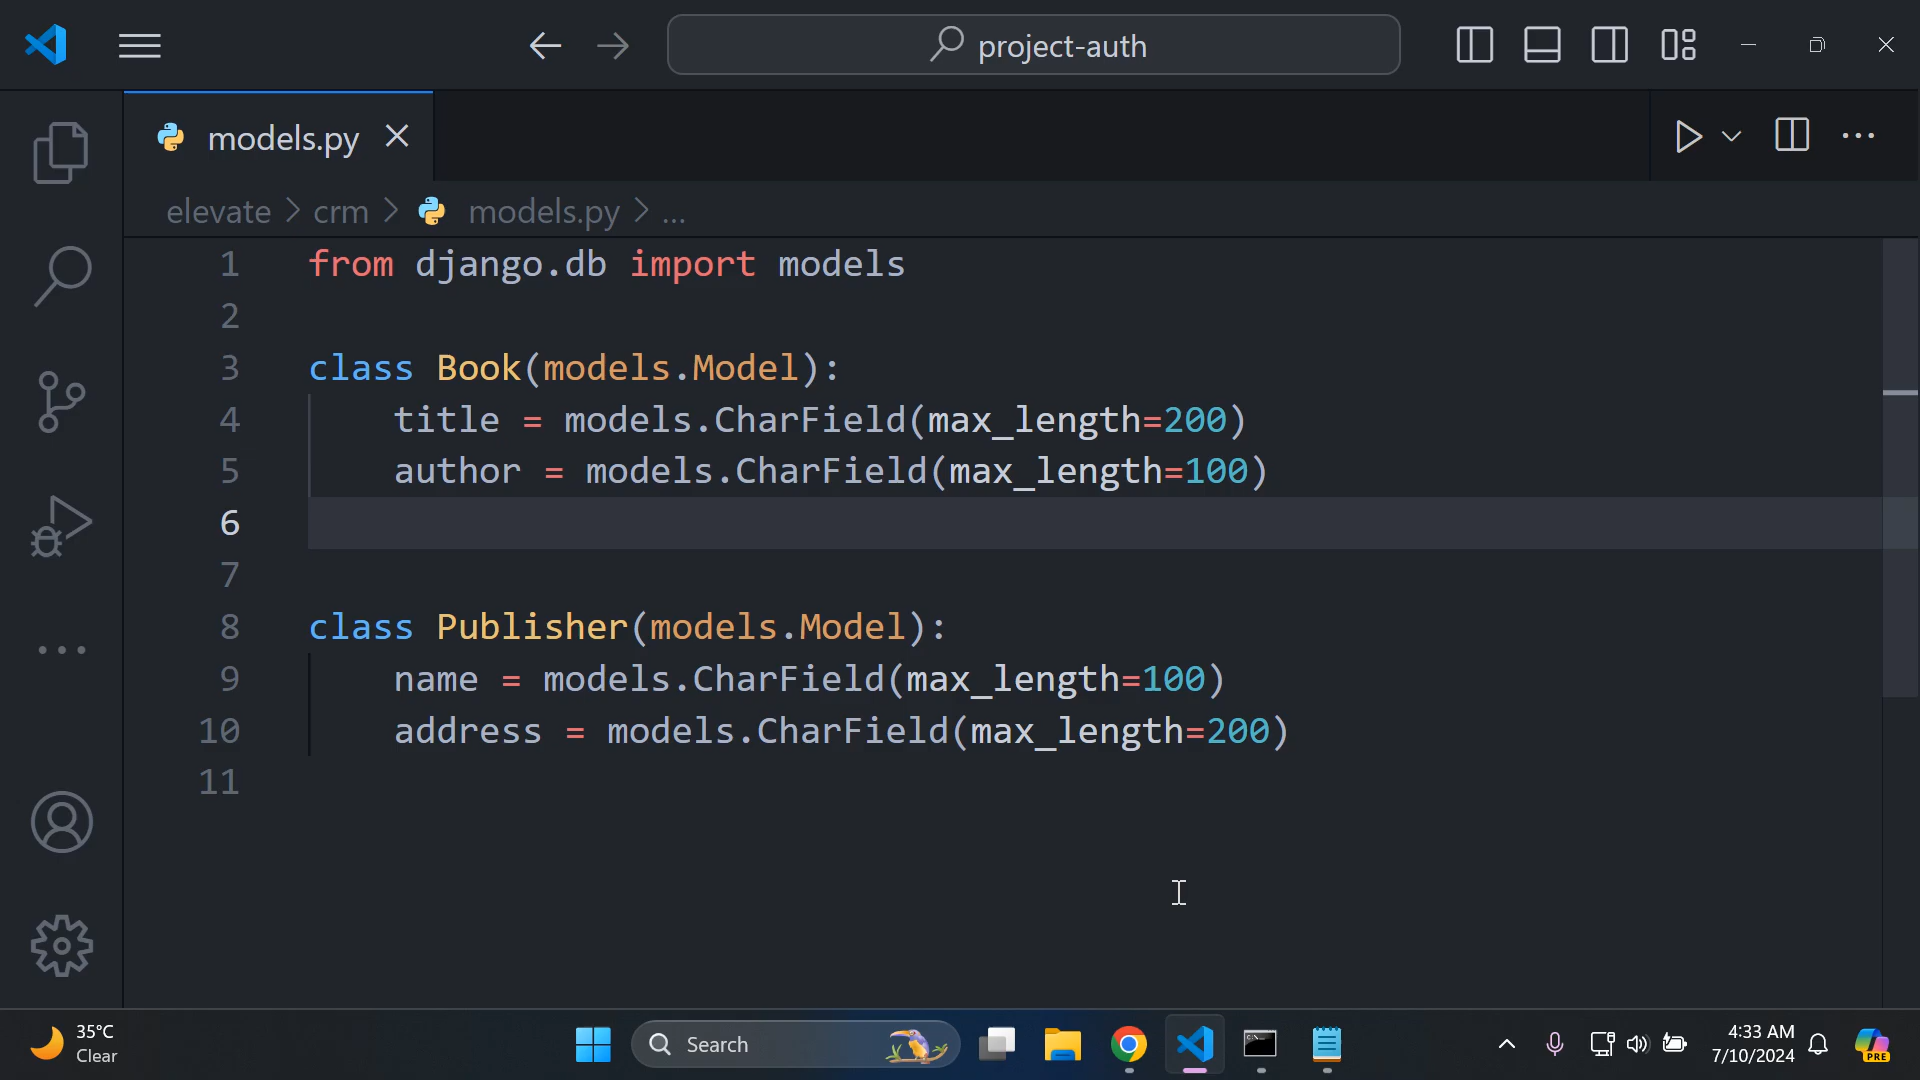 project-auth
models.py
elevate > crm > models.py > ...
1 from django.db import models
2
3 class Book(models.Model):
4     title = models.CharField(max_length=200)
5     author = models.CharField(max_length=100)
6
7
8 class Publisher(models.Model):
9     name = models.CharField(max_length=100)
10     address = models.CharField(max_length=200)
11
35°C
Clear
Search
4:33 AM
7/10/2024
PRE